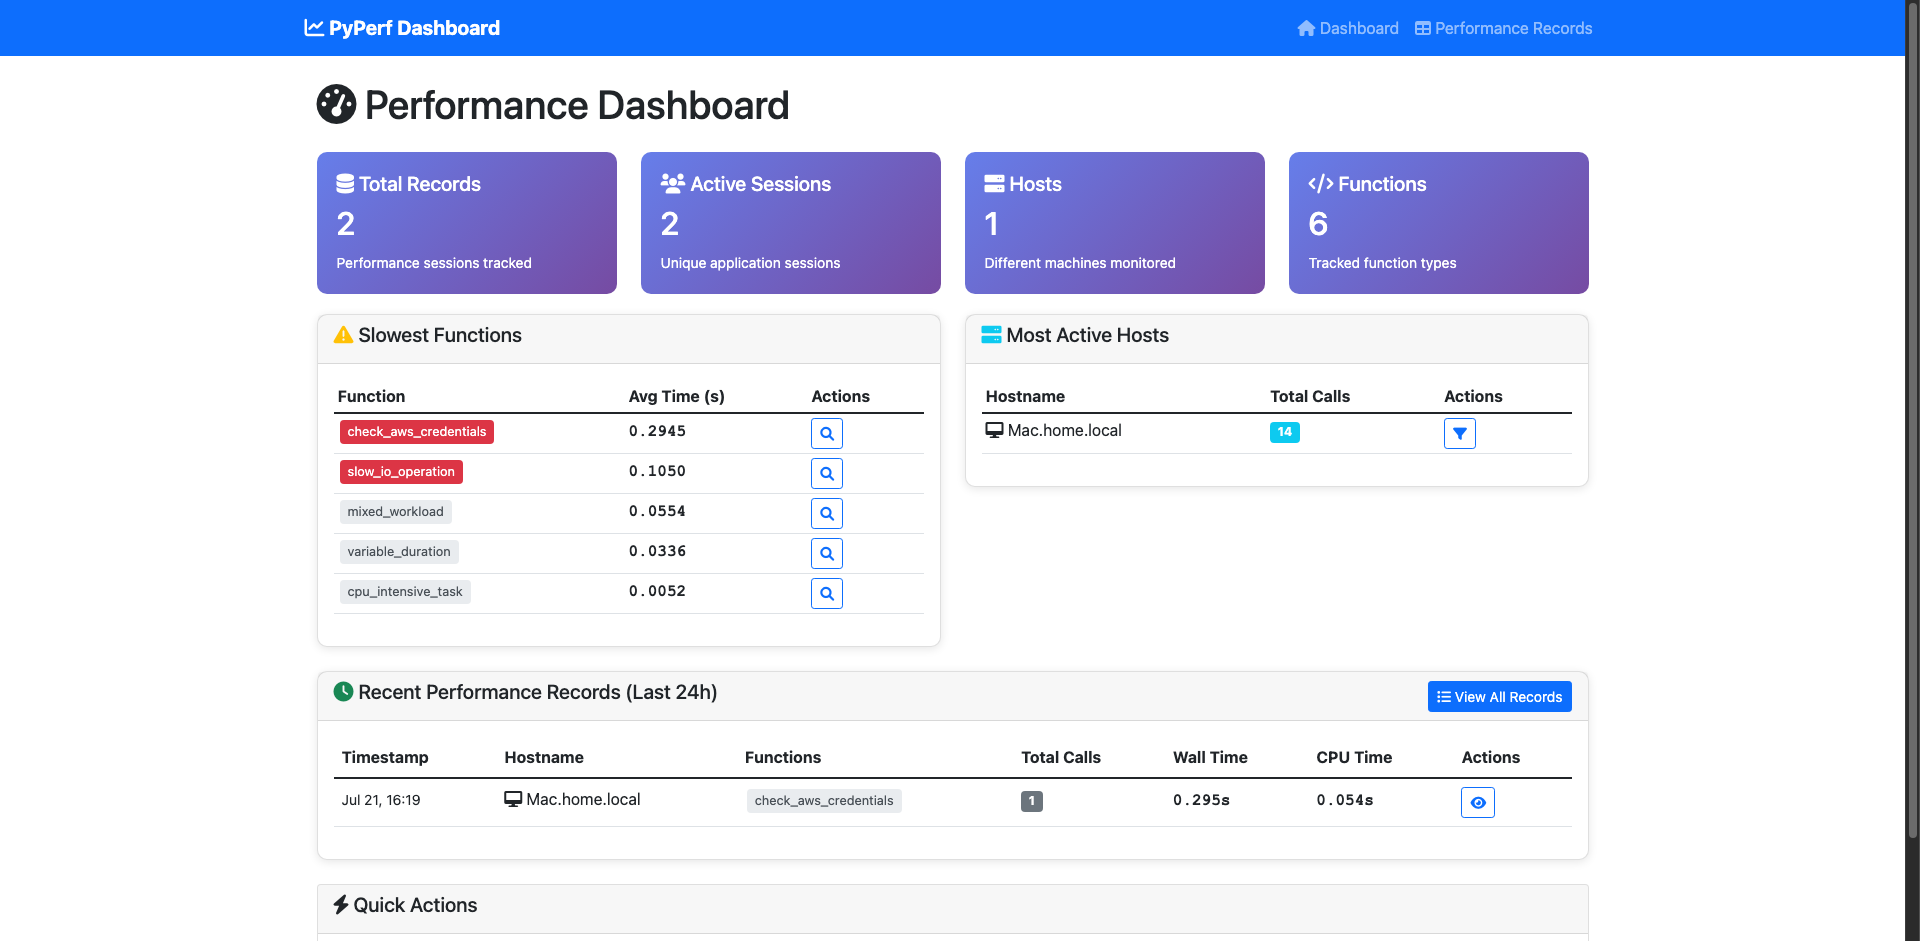 PyPerf Dashboard
Dashboard
Performance Records
Performance Dashboard
Total Records
2
Performance sessions tracked
Active Sessions
2
Unique application sessions
Hosts
1
Different machines monitored
Functions
6
Tracked function types
Slowest Functions
Function Avg Time (s) Actions
check_aws_credentials 0.2945
slow_io_operation 0.1050
mixed_workload 0.0554
variable_duration 0.0336
cpu_intensive_task 0.0052
Most Active Hosts
Hostname Total Calls Actions
Mac.home.local 14
Recent Performance Records (Last 24h)
View All Records
Timestamp Hostname Functions Total Calls Wall Time CPU Time Actions
Jul 21, 16:19 Mac.home.local check_aws_credentials 1 0.295s 0.054s
Quick Actions